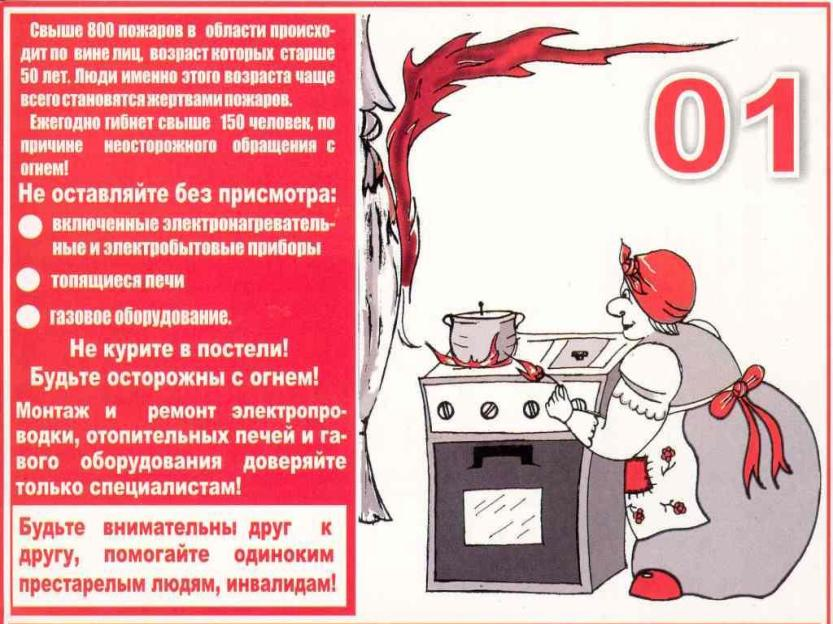 Свыше 800 пожаров в области происхо-
дит по вине лиц, возраст которых старше
50 лет. Люди именно этого возраста чаще
всего становятся жертвами пожаров.
Ежегодно гибнет свыше 150 человек, по
причине неосторожного обращения с
огнем!
Не оставляйте без присмотра:
включенные электронагреватель-
ные и электробытовые приборы
топящиеся печи
газовое оборудование.
Не курите в постели!
Будьте осторожны с огнем!
Монтаж и ремонт электропро-
водки, отопительных печей и га-
вого оборудования доверяйте
только специалистам!
Будьте внимательны друг к
другу, помогайте одиноким
престарелым людям, инвалидам!
01